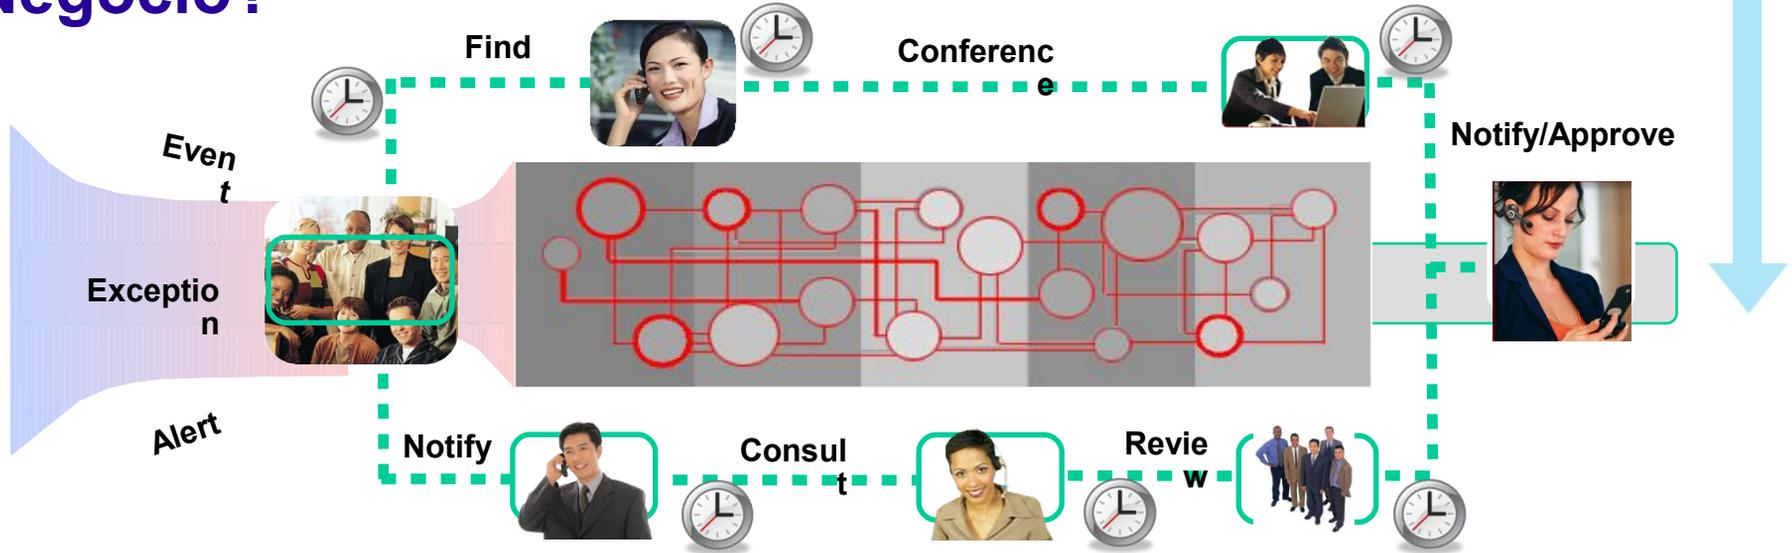 Negocio?
Find
Conferenc
e
Even
t
Notify/Approve
Exceptio
n
Alert
Notify
Consul
t
Revie
w